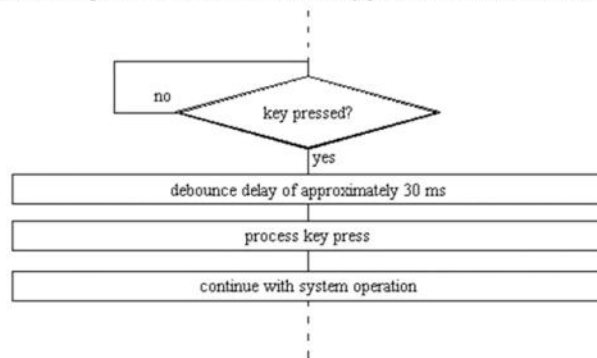 key pressed?
no
yes
debounce delay of approximately 30 ms
process key press
continue with system operation